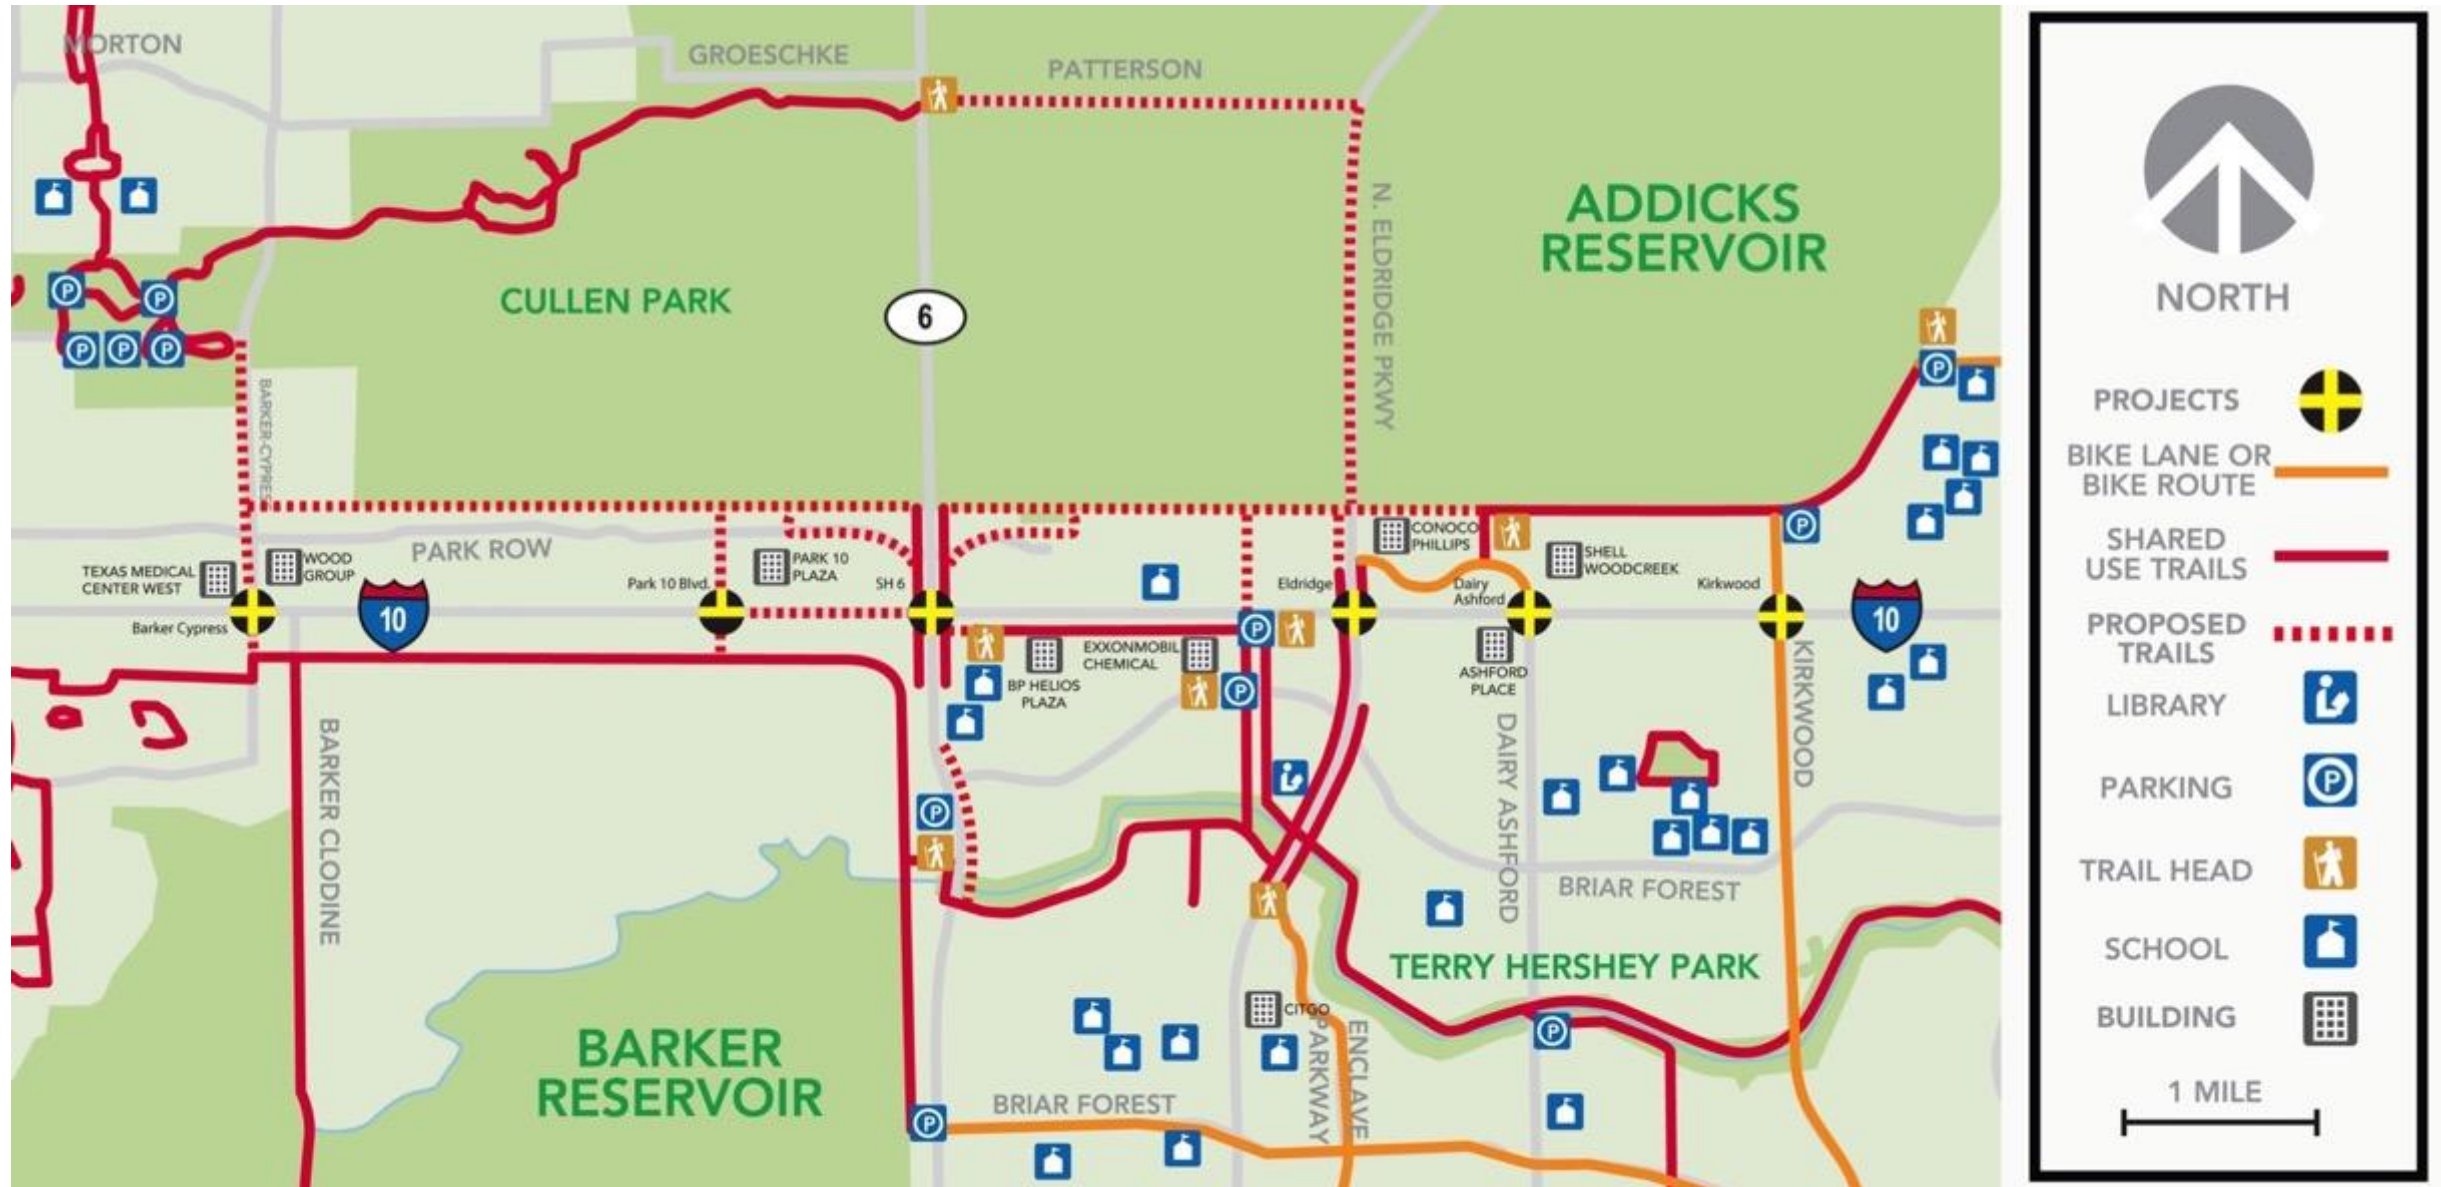 MORTON
GROESCHKE
PATTERSON
N. ELDRIDGE PKWY
ADDICKS
RESERVOIR
CULLEN PARK
6
BARKER-CYPRES
PARK ROW
TEXAS MEDICAL
CENTER WEST
WOOD
GROUP
Barker Cypress
10
Park 10 Blvd.
PARK 10
PLAZA
SH 6
Eldridge
CONOCO
PHILLIPS
Dairy
Ashford
SHELL
WOODCREEK
Kirkwood
10
EXXONMOBIL
CHEMICAL
BP HELIOS
PLAZA
ASHFORD
PLACE
KIRKWOOD
BARKER CLODINE
DAIRY ASHFORD
BRIAR FOREST
TERRY HERSHEY PARK
CITGO
ENCLAVE
PARKWAY
BARKER
RESERVOIR
BRIAR FOREST
P
P
P
P
P
P
P
P
P
P
P
P
NORTH
PROJECTS
BIKE LANE OR
BIKE ROUTE
SHARED
USE TRAILS
PROPOSED
TRAILS
LIBRARY
PARKING
P
TRAIL HEAD
SCHOOL
BUILDING
1 MILE